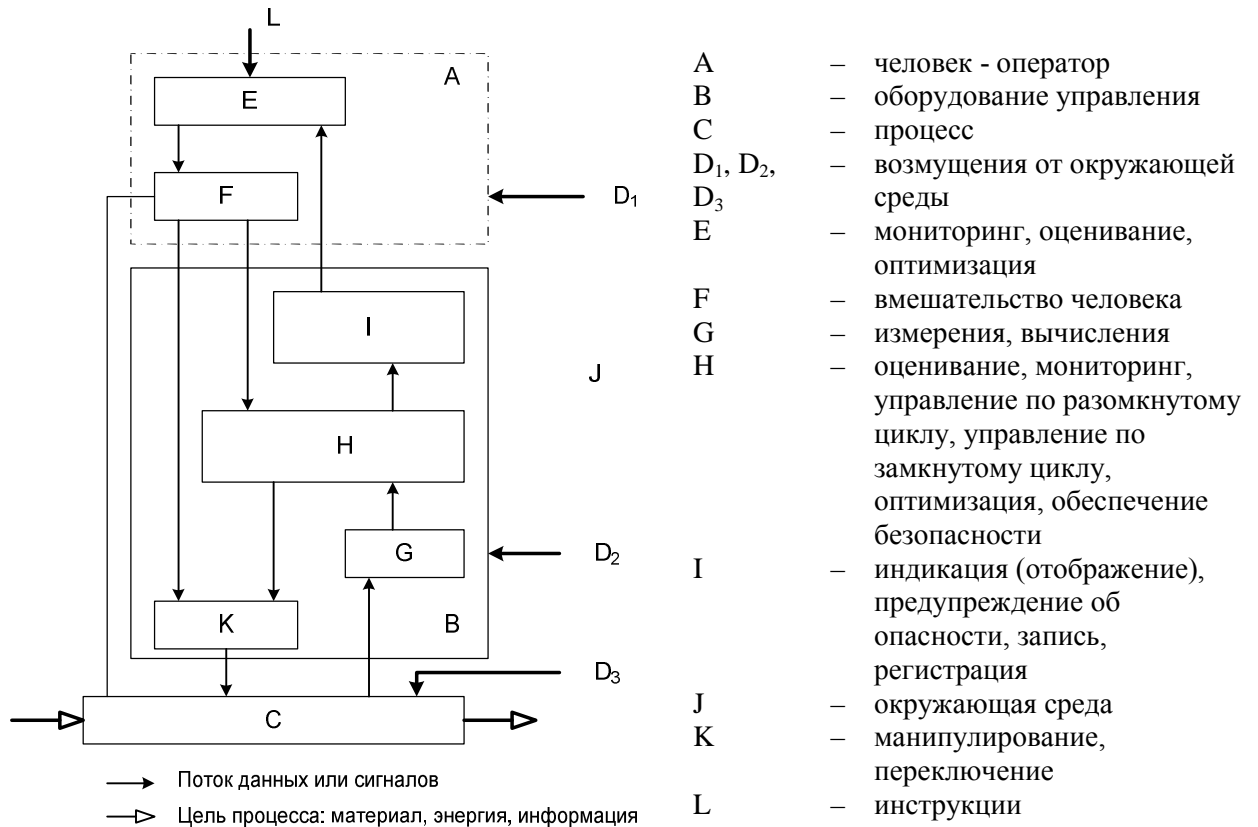 L
A
E
F
D₁
I
J
H
G
D₂
K
B
D₃
C
Поток данных или сигналов
Цель процесса: материал, энергия, информация
A – человек - оператор
B – оборудование управления
C – процесс
D₁, D₂, – возмущения от окружающей
D₃ среды
E – мониторинг, оценивание,
оптимизация
F – вмешательство человека
G – измерения, вычисления
H – оценивание, мониторинг,
управление по разомкнутому
циклу, управление по
замкнутому циклу,
оптимизация, обеспечение
безопасности
I – индикация (отображение),
предупреждение об
опасности, запись,
регистрация
J – окружающая среда
K – манипулирование,
переключение
L – инструкции